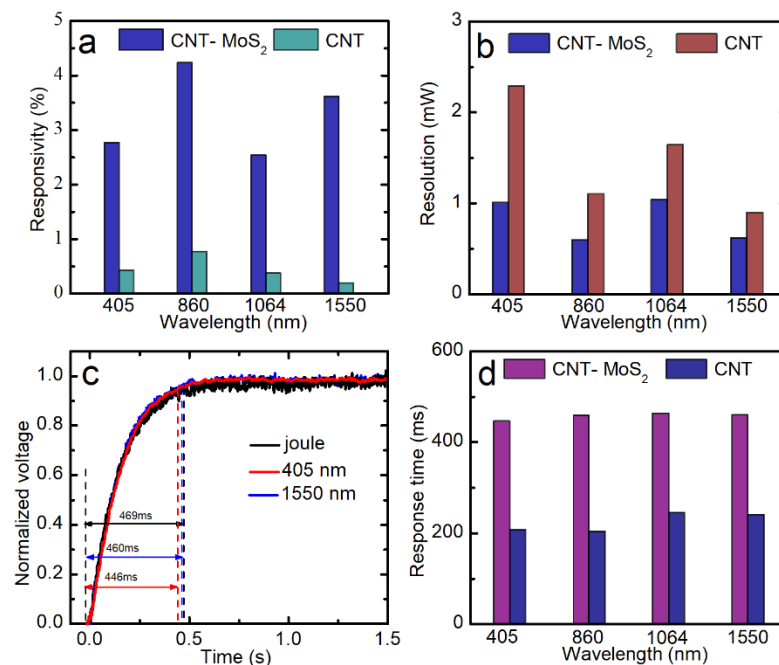 a
CNT- MoS₂
CNT
Responsivity (%)
5
4
3
2
1
0
405
860
1064
1550
Wavelength (nm)
b
CNT- MoS₂
CNT
Resolution (mW)
3
2
1
0
405
860
1064
1550
Wavelength (nm)
c
Normalized voltage
1.0
0.8
0.6
0.4
0.2
0.0
joule
405 nm
1550 nm
469ms
460ms
446ms
0.0
0.5
1.0
1.5
Time (s)
d
CNT- MoS₂
CNT
Response time (ms)
600
400
200
0
405
860
1064
1550
Wavelength (nm)